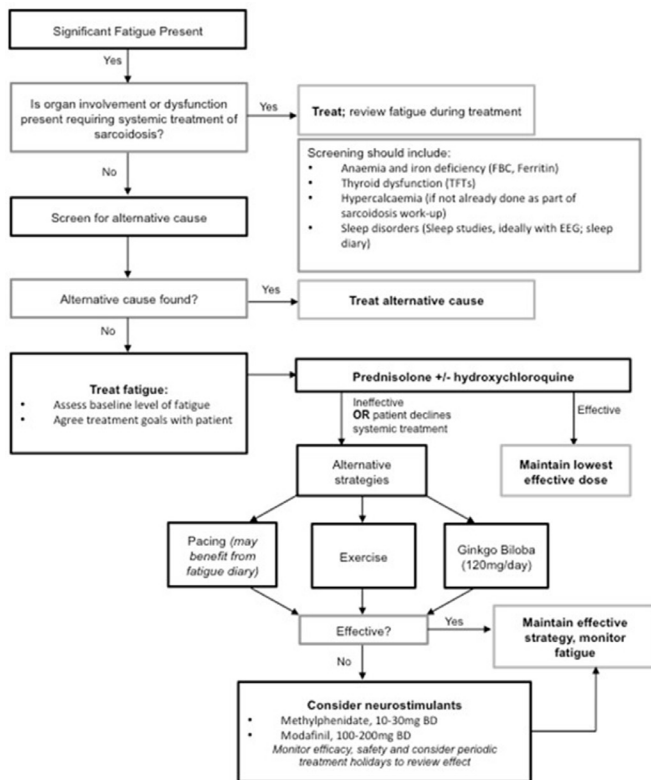 Significant Fatigue Present
Yes
Is organ involvement or dysfunction
present requiring systemic treatment of
sarcoidosis?
Yes
Treat; review fatigue during treatment
No
Screening should include:
• Anaemia and iron deficiency (FBC, Ferritin)
• Thyroid dysfunction (TFTs)
• Hypercalcaemia (if not already done as part of
sarcoidosis work-up)
• Sleep disorders (Sleep studies, ideally with EEG; sleep
diary)
Screen for alternative cause
Alternative cause found?
Yes
Treat alternative cause
No
Treat fatigue:
• Assess baseline level of fatigue
• Agree treatment goals with patient
Prednisolone +/- hydroxychloroquine
Ineffective
OR patient declines
systemic treatment
Effective
Alternative
strategies
Maintain lowest
effective dose
Pacing (may
benefit from
fatigue diary)
Exercise
Ginkgo Biloba
(120mg/day)
Effective?
Yes
Maintain effective
strategy, monitor
fatigue
No
Consider neurostimulants
• Methylphenidate, 10-30mg BD
• Modafinil, 100-200mg BD
Monitor efficacy, safety and consider periodic
treatment holidays to review effect